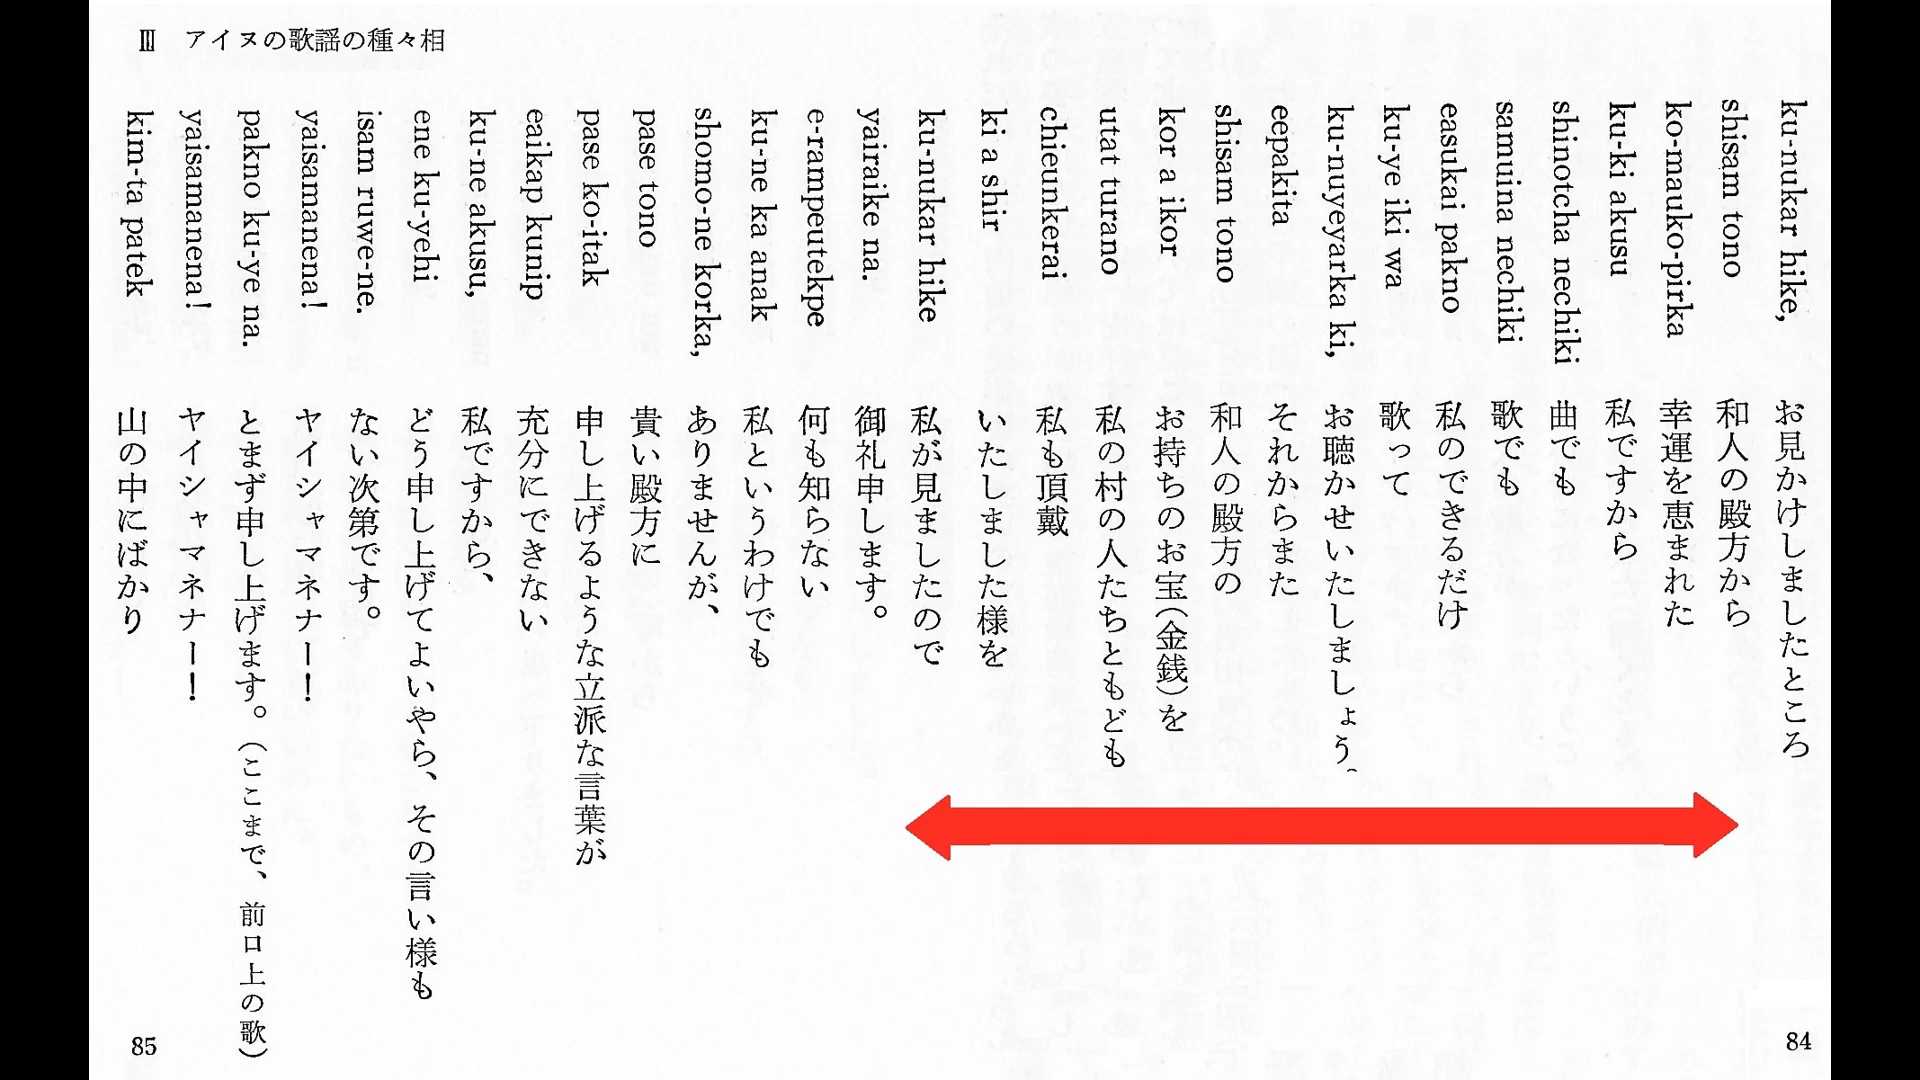 Ⅲ アイヌの歌謡の種々相
ku-nukar hike, お見かけしましたところ
shisam tono 和人の殿方から
ko-mauko-pirka 幸運を恵まれた
ku-ki akusu 私ですから
shinotcha nechiki 曲でも
samuina nechiki 歌でも
easukai pakno 私のできるだけ
ku-ye iki wa 歌って
ku-nuyeyarka ki, お聴かせいたしましょう。
eepakita それからまた
shisam tono 和人の殿方の
kor a ikor お持ちのお宝(金銭)を
utat turano 私の村の人たちともども
chieunkerai 私も頂戴
ki a shir いたしました様を
ku-nukar hike 私が見ましたので
yairaike na. 御礼申します。
e-rampeutekpe 何も知らない
ku-ne ka anak 私というわけでも
shomo-ne korka, ありませんが、
pase tono 貴い殿方に
pase ko-itak 申し上げるような立派な言葉が
eaikap kunip 充分にできない
ku-ne akusu, 私ですから、
ene ku-yehi どう申し上げてよいやら、その言い様も
isam ruwe-ne. ない次第です。
yaisamanena! ヤイシャマネナー!
pakno ku-ye na. とまず申し上げます。(ここまで、前口上の歌)
yaisamanena! ヤイシャマネナー!
kim-ta patek 山の中にばかり
84
85